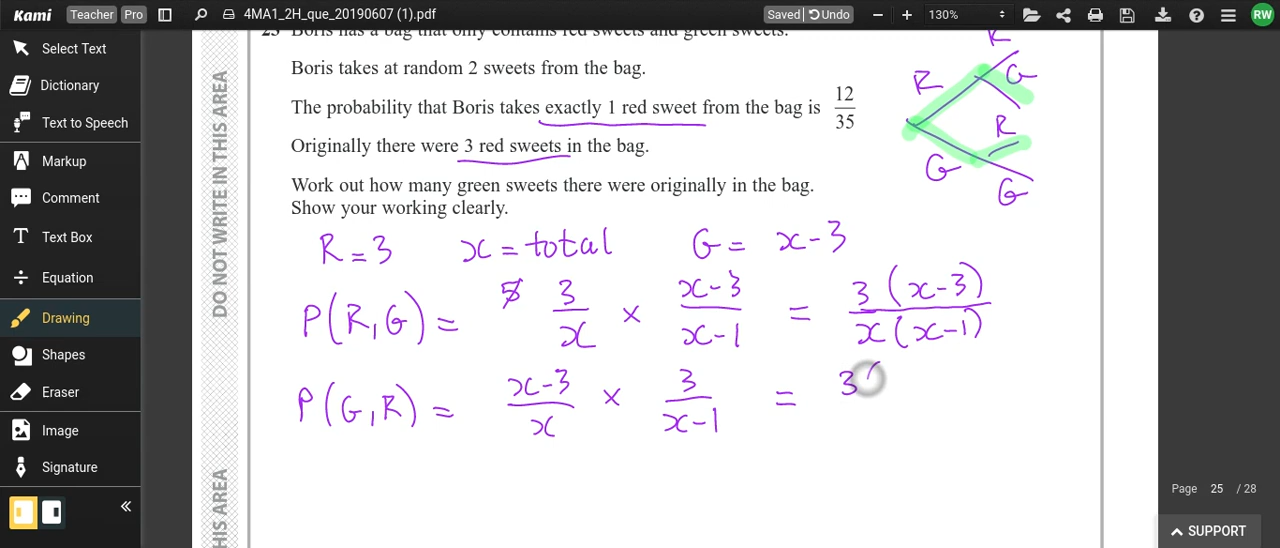 Kami
Teacher
Pro
4MA1_2H_que_20190607 (1).pdf
Saved
Undo
130%
RW
Select Text
Dictionary
Text to Speech
Markup
Comment
Text Box
Equation
Drawing
Shapes
Eraser
Image
Signature
DO NOT WRITE IN THIS AREA
HIS AREA
23 Boris has a bag that only contains red sweets and green sweets.
Boris takes at random 2 sweets from the bag.
The probability that Boris takes exactly 1 red sweet from the bag is 12/35
Originally there were 3 red sweets in the bag.
Work out how many green sweets there were originally in the bag.
Show your working clearly.
R
R
G
R
G
G
R = 3 x = total G = x-3
P(R,G) = 3/x × x-3/x-1 = 3(x-3)/x(x-1)
P(G,R) = x-3/x × 3/x-1 = 3(
Page 25 / 28
SUPPORT